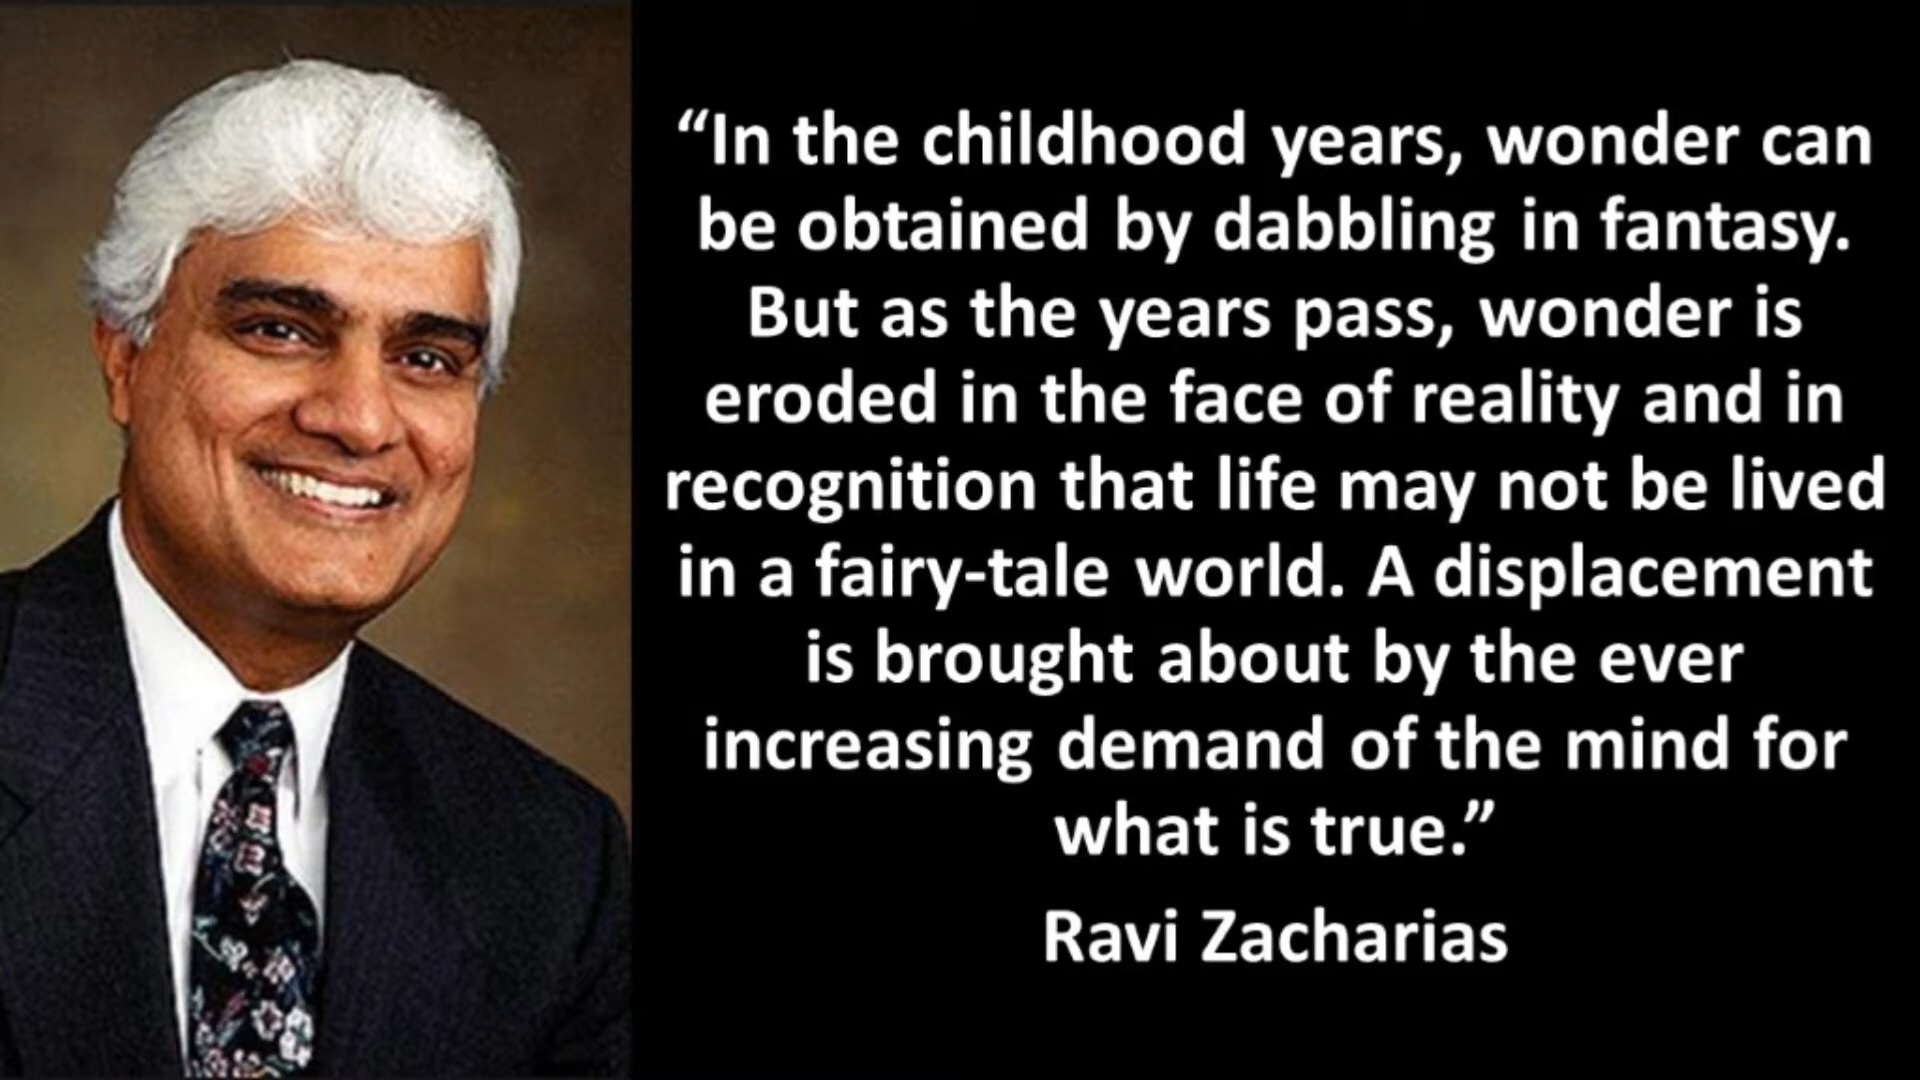 “In the childhood years, wonder can
be obtained by dabbling in fantasy.
But as the years pass, wonder is
eroded in the face of reality and in
recognition that life may not be lived
in a fairy-tale world. A displacement
is brought about by the ever
increasing demand of the mind for
what is true.”
Ravi Zacharias